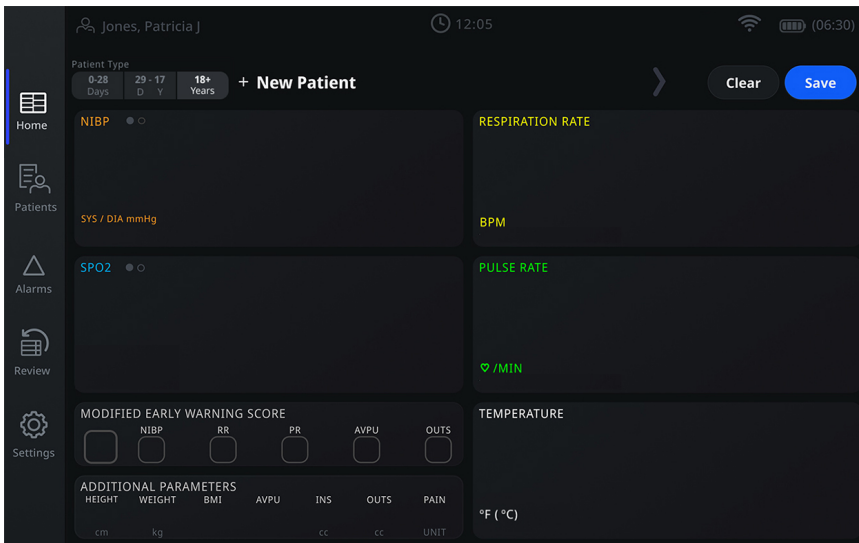 Jones, Patricia J
12:05
(06:30)
Patient Type
0-28 Days
29 - 17 D Y
18+ Years
+ New Patient
Clear
Save
Home
Patients
Alarms
Review
Settings
NIBP
SYS / DIA mmHg
RESPIRATION RATE
BPM
SPO2
PULSE RATE
/MIN
MODIFIED EARLY WARNING SCORE
NIBP RR PR AVPU OUTS
TEMPERATURE
ºF ( ºC)
ADDITIONAL PARAMETERS
HEIGHT WEIGHT BMI AVPU INS OUTS PAIN
cm kg cc cc UNIT